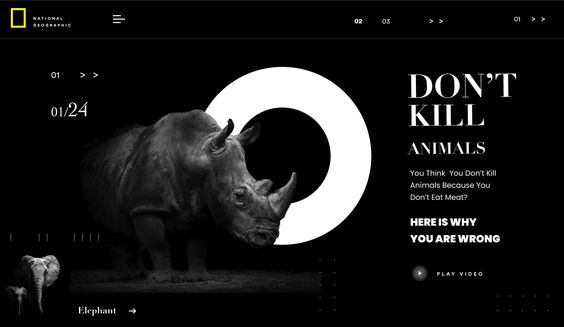 NATIONAL
GEOGRAPHIC
02 03 > >
01 > >
01 > >
01/24
DON'T
KILL
ANIMALS
You Think You Don't Kill
Animals Because You
Don't Eat Meat?
HERE IS WHY
YOU ARE WRONG
PLAY VIDEO
Elephant →